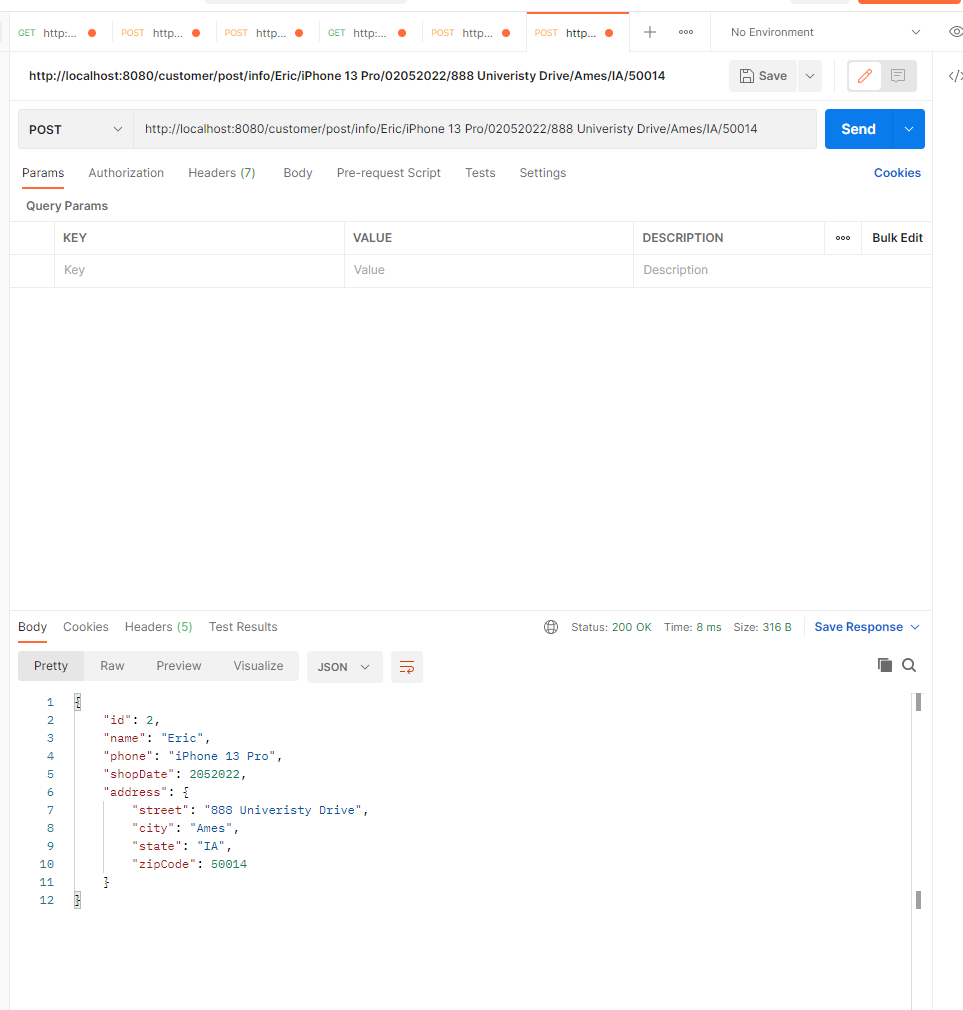 GET http:... POST http... POST http... GET http:... POST http... POST http... No Environment
http://localhost:8080/customer/post/info/Eric/iPhone 13 Pro/02052022/888 Univeristy Drive/Ames/IA/50014 Save
POST http://localhost:8080/customer/post/info/Eric/iPhone 13 Pro/02052022/888 Univeristy Drive/Ames/IA/50014 Send
Params Authorization Headers (7) Body Pre-request Script Tests Settings Cookies
Query Params
KEY VALUE DESCRIPTION Bulk Edit
Key Value Description
Body Cookies Headers (5) Test Results Status: 200 OK Time: 8 ms Size: 316 B Save Response
Pretty Raw Preview Visualize JSON
1 {
2 "id": 2,
3 "name": "Eric",
4 "phone": "iPhone 13 Pro",
5 "shopDate": 2052022,
6 "address": {
7 "street": "888 Univeristy Drive",
8 "city": "Ames",
9 "state": "IA",
10 "zipCode": 50014
11 }
12 }